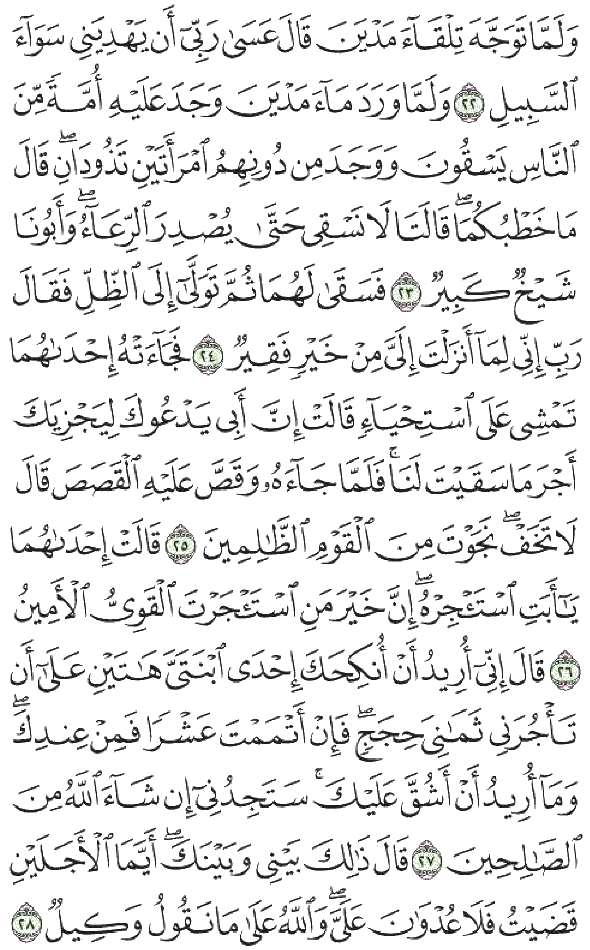 وَلَمَّا تَوَجَّهَ تِلْقَآءَ مَدْيَنَ قَالَ عَسَىٰ رَبِّىٓ أَن يَهْدِيَنِى سَوَآءَ
ٱلسَّبِيلِ ٢٢ وَلَمَّا وَرَدَ مَآءَ مَدْيَنَ وَجَدَ عَلَيْهِ أُمَّةً مِّنَ
ٱلنَّاسِ يَسْقُونَ وَوَجَدَ مِن دُونِهِمُ ٱمْرَأَتَيْنِ تَذُودَانِۖ قَالَ
مَا خَطْبُكُمَاۖ قَالَتَا لَا نَسْقِى حَتَّىٰ يُصْدِرَ ٱلرِّعَآءُۖ وَأَبُونَا
شَيْخٌ كَبِيرٌ ٢٣ فَسَقَىٰ لَهُمَا ثُمَّ تَوَلَّىٰٓ إِلَى ٱلظِّلِّ فَقَالَ
رَبِّ إِنِّى لِمَآ أَنزَلْتَ إِلَىَّ مِنْ خَيْرٍ فَقِيرٌ ٢٤ فَجَآءَتْهُ إِحْدَىٰهُمَا
تَمْشِى عَلَى ٱسْتِحْيَآءٍ قَالَتْ إِنَّ أَبِى يَدْعُوكَ لِيَجْزِيَكَ
أَجْرَ مَا سَقَيْتَ لَنَاۚ فَلَمَّا جَآءَهُۥ وَقَصَّ عَلَيْهِ ٱلْقَصَصَ قَالَ
لَا تَخَفْۖ نَجَوْتَ مِنَ ٱلْقَوْمِ ٱلظَّٰلِمِينَ ٢٥ قَالَتْ إِحْدَىٰهُمَا
يَٰٓأَبَتِ ٱسْتَـْٔجِرْهُۖ إِنَّ خَيْرَ مَنِ ٱسْتَـْٔجَرْتَ ٱلْقَوِىُّ ٱلْأَمِينُ
٢٦ قَالَ إِنِّىٓ أُرِيدُ أَنْ أُنكِحَكَ إِحْدَى ٱبْنَتَىَّ هَٰتَيْنِ عَلَىٰٓ أَن
تَأْجُرَنِى ثَمَٰنِىَ حِجَجٍۖ فَإِنْ أَتْمَمْتَ عَشْرًا فَمِنْ عِندِكَۖ
وَمَآ أُرِيدُ أَنْ أَشُقَّ عَلَيْكَۚ سَتَجِدُنِىٓ إِن شَآءَ ٱللَّهُ مِنَ
ٱلصَّٰلِحِينَ ٢٧ قَالَ ذَٰلِكَ بَيْنِى وَبَيْنَكَۖ أَيَّمَا ٱلْأَجَلَيْنِ
قَضَيْتُ فَلَا عُدْوَٰنَ عَلَىَّۖ وَٱللَّهُ عَلَىٰ مَا نَقُولُ وَكِيلٌ ٢٨